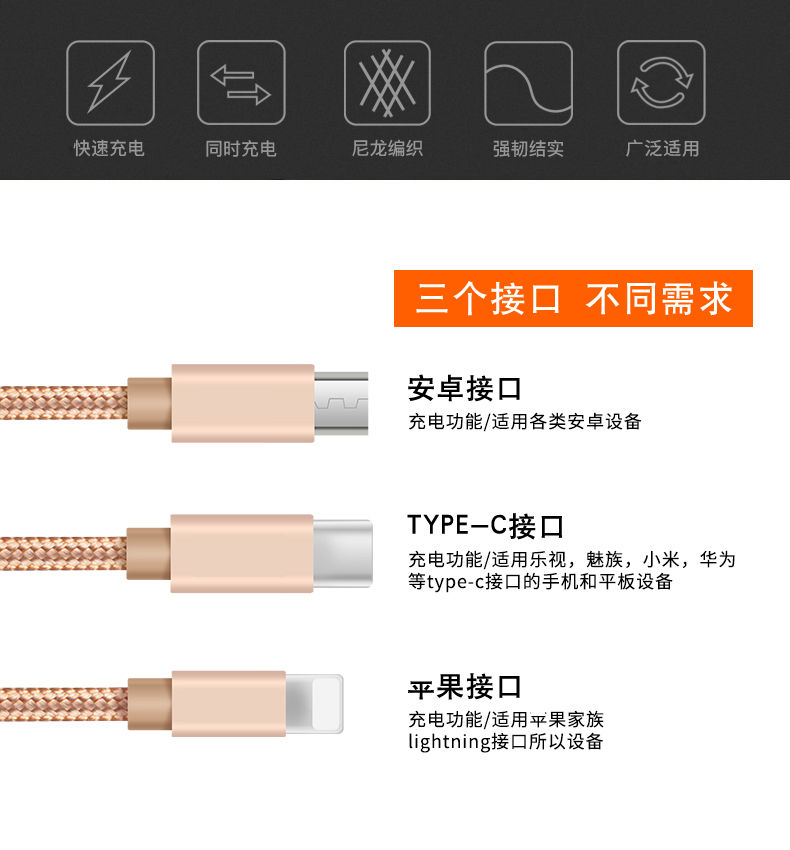 快速充电
同时充电
尼龙编织
强韧结实
广泛适用
三个接口 不同需求
安卓接口
充电功能/适用各类安卓设备
TYPE-C接口
充电功能/适用乐视，魅族，小米，华为
等type-c接口的手机和平板设备
苹果接口
充电功能/适用苹果家族
lightning接口所以设备